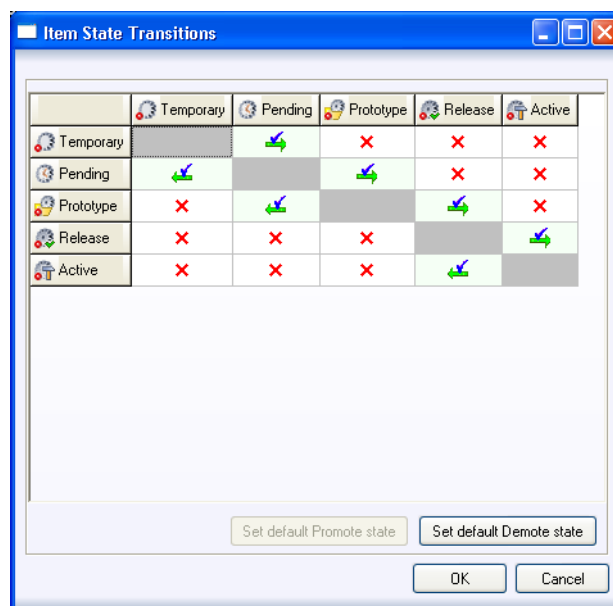 Item State Transitions
Temporary Pending Prototype Release Active
Temporary
Pending
Prototype
Release
Active
Set default Promote state Set default Demote state
OK Cancel